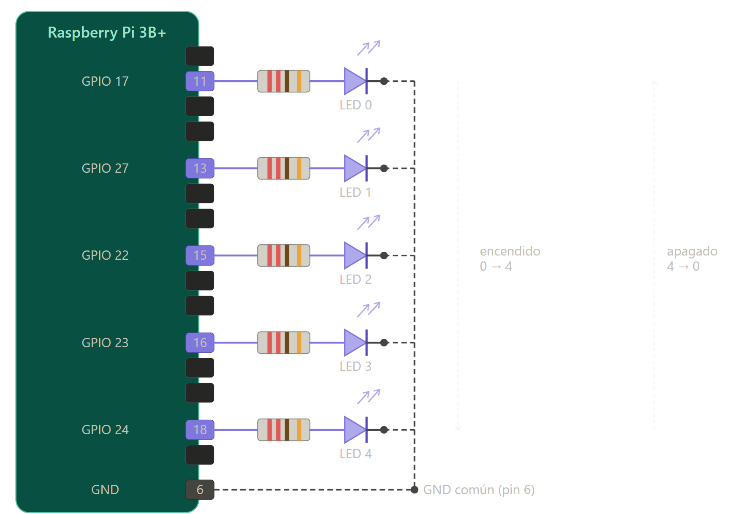 Raspberry Pi 3B+
GPIO 17
11
LED 0
GPIO 27
13
LED 1
GPIO 22
15
LED 2
encendido
0 → 4
apagado
4 → 0
GPIO 23
16
LED 3
GPIO 24
18
LED 4
GND
6
GND común (pin 6)